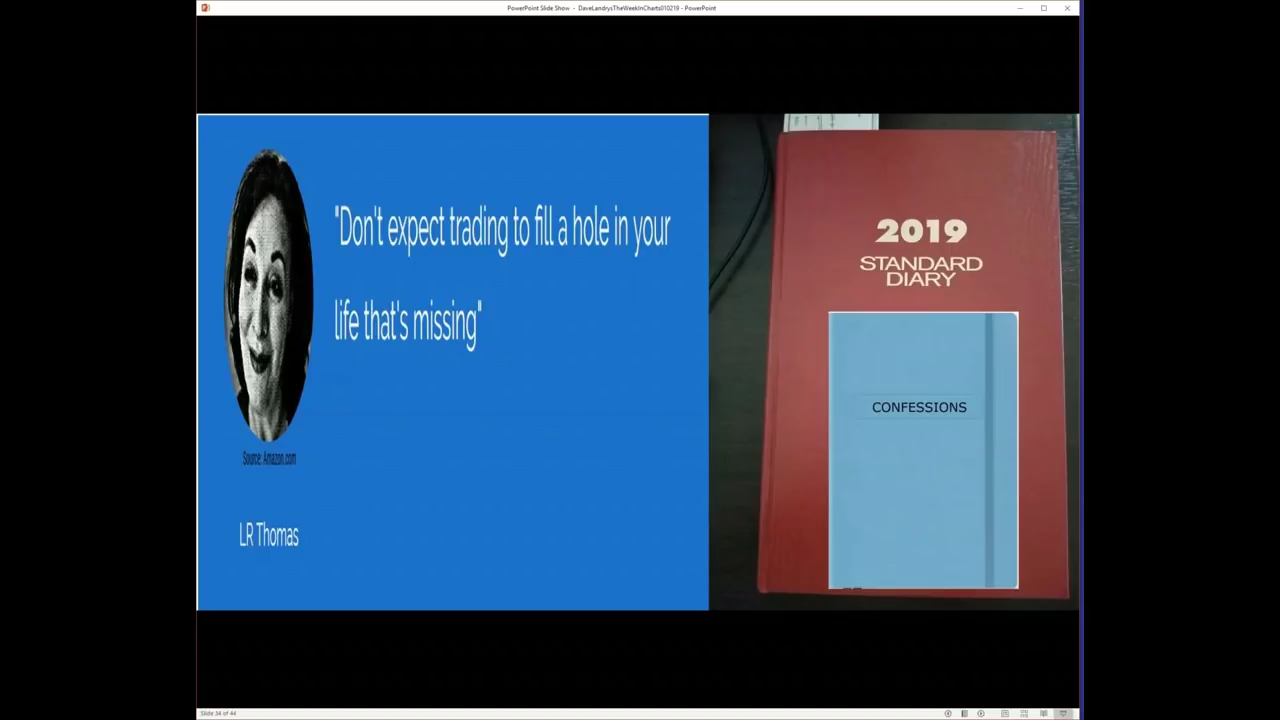 PowerPoint Slide Show - DaveLandrysTheWeekInCharts010219 - PowerPoint
"Don't expect trading to fill a hole in your
life that's missing"
Source: Amazon.com
LR Thomas
2019
STANDARD
DIARY
CONFESSIONS
Slide 34 of 44